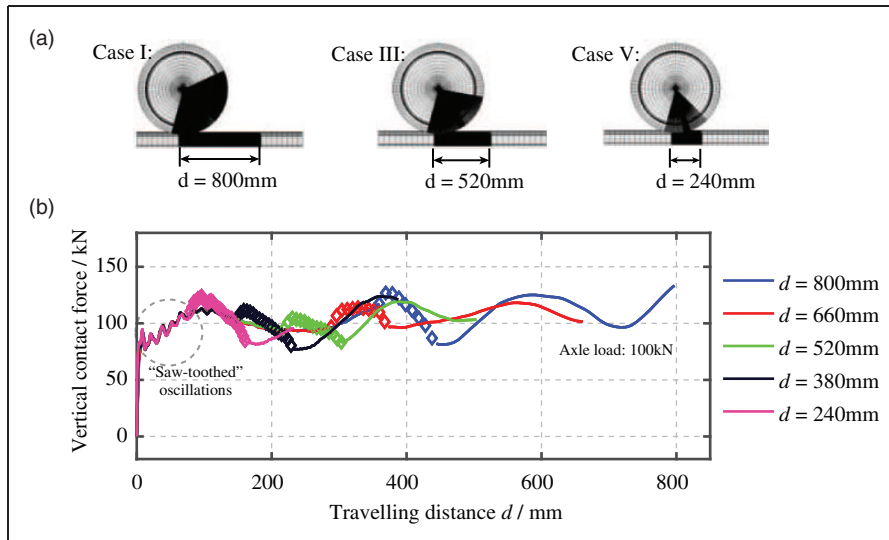 (a)
Case I:
Case III:
Case V:
d = 800mm
d = 520mm
d = 240mm
(b)
Vertical contact force / kN
150
100
50
0
"Saw-toothed"
oscillations
Axle load: 100kN
0
200
400
600
800
Travelling distance d / mm
d = 800mm
d = 660mm
d = 520mm
d = 380mm
d = 240mm